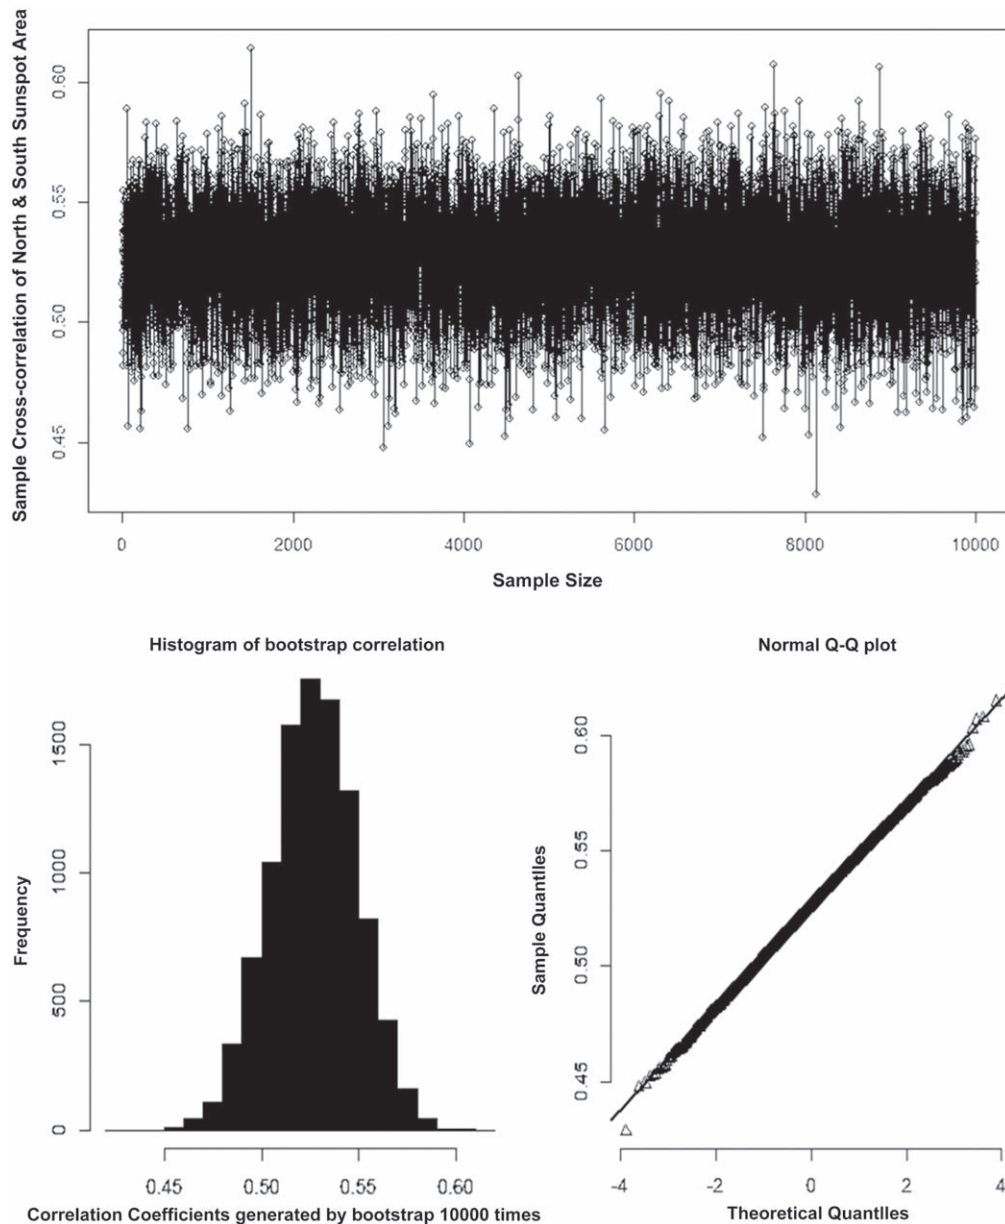 Sample Cross-correlation of North & South Sunspot Area
0.60
0.55
0.50
0.45
0 2000 4000 6000 8000 10000
Sample Size
Histogram of bootstrap correlation
Frequency
1500
1000
500
0
0.45 0.50 0.55 0.60
Correlation Coefficients generated by bootstrap 10000 times
Normal Q-Q plot
Sample Quantlles
0.60
0.55
0.50
0.45
-4 -2 0 2 4
Theoretical Quantlles